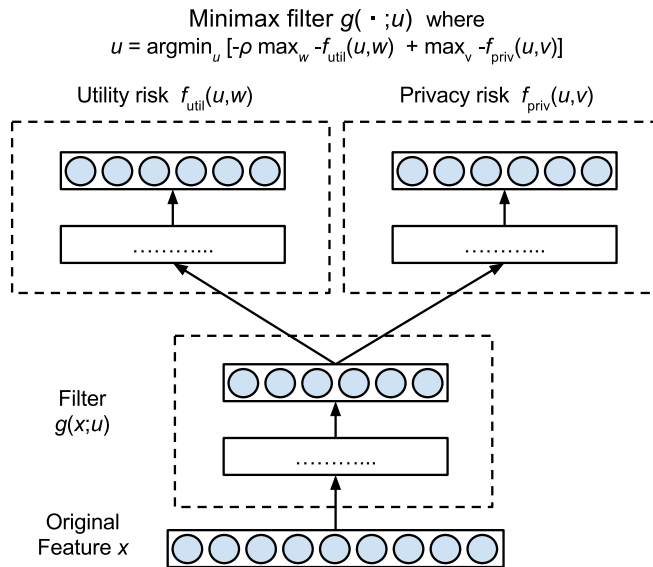 Minimax filter g( · ;u) where
u = argmin_u [-ρ max_w -f_util(u,w) + max_v -f_priv(u,v)]
Utility risk f_util(u,w)
Privacy risk f_priv(u,v)
............
............
Filter
g(x;u)
............
Original
Feature x